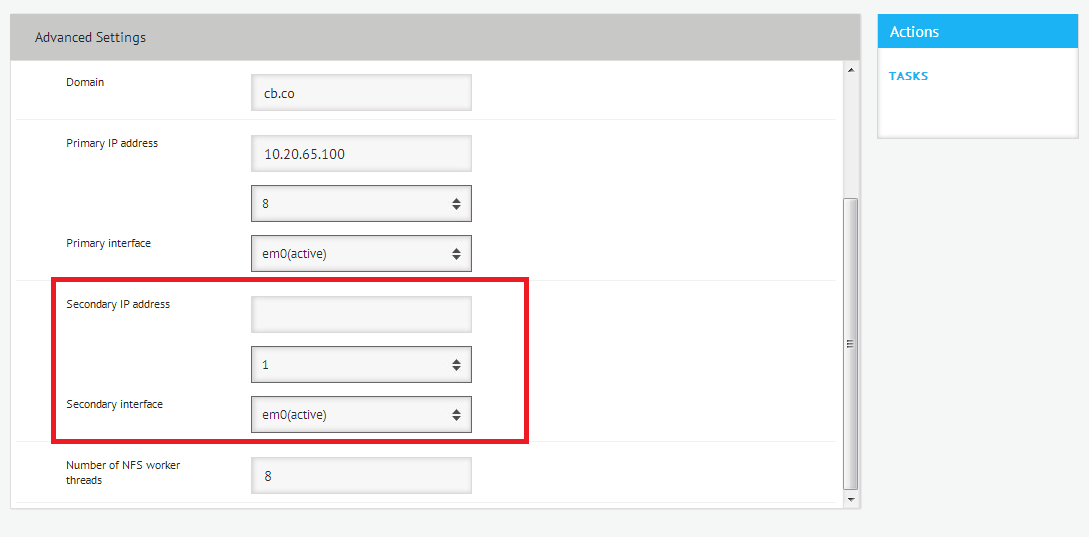 Advanced Settings
Actions
TASKS
Domain
cb.co
Primary IP address
10.20.65.100
8
Primary interface
em0(active)
Secondary IP address
1
Secondary interface
em0(active)
Number of NFS worker
threads
8